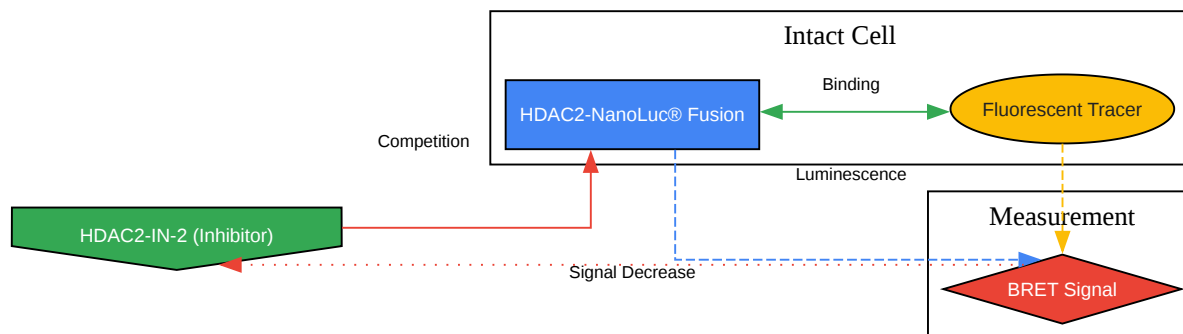 Intact Cell
Binding
HDAC2-NanoLuc® Fusion
Fluorescent Tracer
Competition
Luminescence
Measurement
HDAC2-IN-2 (Inhibitor)
Signal Decrease
BRET Signal